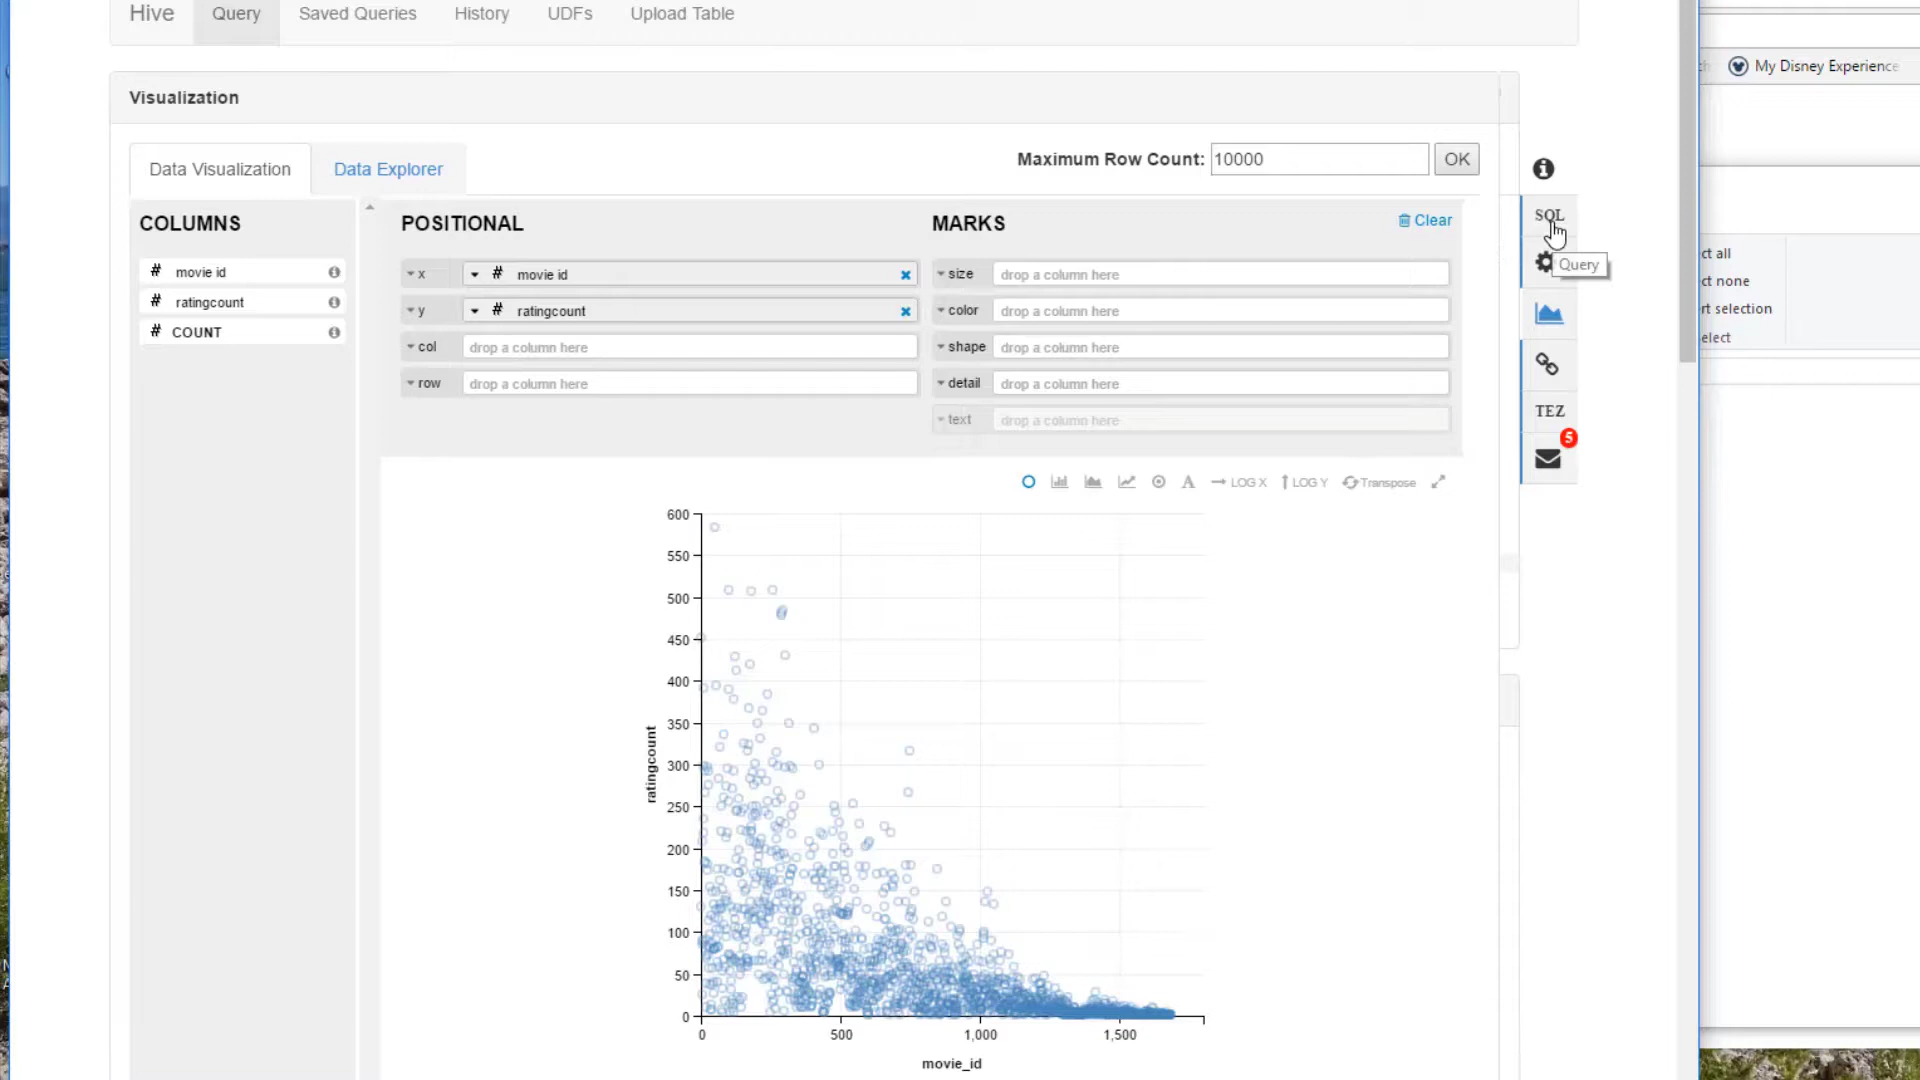 Hive Query Saved Queries History UDFs Upload Table
My Disney Experience
Visualization
Data Visualization Data Explorer
Maximum Row Count: 10000 OK
COLUMNS
# movie id
# ratingcount
# COUNT
POSITIONAL
x # movie id
y # ratingcount
col drop a column here
row drop a column here
MARKS Clear
size drop a column here
color drop a column here
shape drop a column here
detail drop a column here
text drop a column here
SQL
Query
TEZ
5
ct all
ct none
rt selection
elect
A LOG X LOG Y Transpose
600
550
500
450
400
350
300
250
200
150
100
50
0
ratingcount
0 500 1,000 1,500
movie_id